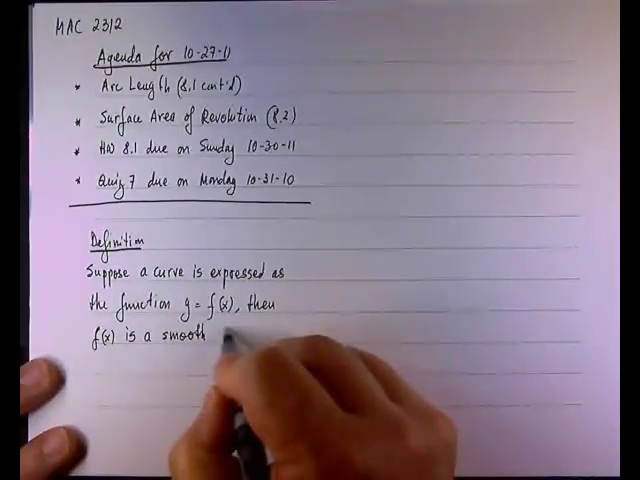 MAC 2312
Agenda for 10-27-11
* Arc Length (8.1 cont'd)
* Surface Area of Revolution (8.2)
* HW 8.1 due on Sunday 10-30-11
* Quiz 7 due on Monday 10-31-10
Definition
Suppose a curve is expressed as
the function y = f(x), then
f(x) is a smooth